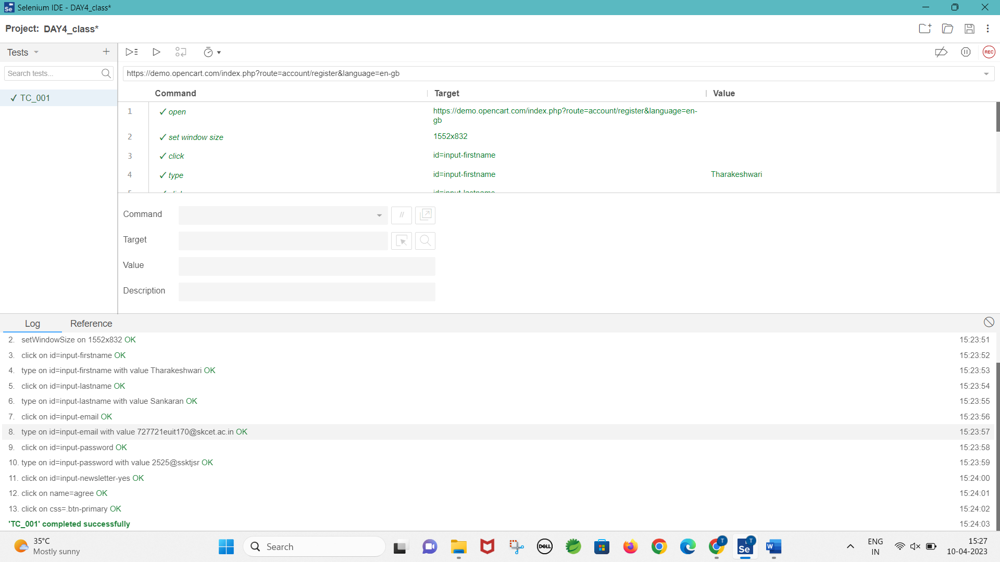 Selenium IDE - DAY4_class*
Project: DAY4_class*
Tests
Search tests...
✓ TC_001
REC
https://demo.opencart.com/index.php?route=account/register&language=en-gb
Command Target Value
1 ✓ open https://demo.opencart.com/index.php?route=account/register&language=en-
gb
2 ✓ set window size 1552x832
3 ✓ click id=input-firstname
4 ✓ type id=input-firstname Tharakeshwari
5 ✓ click id=input-lastname
Command //
Target
Value
Description
Log Reference
2. setWindowSize on 1552x832 OK 15:23:51
3. click on id=input-firstname OK 15:23:52
4. type on id=input-firstname with value Tharakeshwari OK 15:23:53
5. click on id=input-lastname OK 15:23:54
6. type on id=input-lastname with value Sankaran OK 15:23:55
7. click on id=input-email OK 15:23:56
8. type on id=input-email with value 727721euit170@skcet.ac.in OK 15:23:57
9. click on id=input-password OK 15:23:58
10. type on id=input-password with value 2525@ssktjsr OK 15:23:59
11. click on id=input-newsletter-yes OK 15:24:00
12. click on name=agree OK 15:24:01
13. click on css=.btn-primary OK 15:24:02
'TC_001' completed successfully 15:24:03
35°C
Mostly sunny
Search
DELL
T
Se
T
W
ENG
IN
15:27
10-04-2023